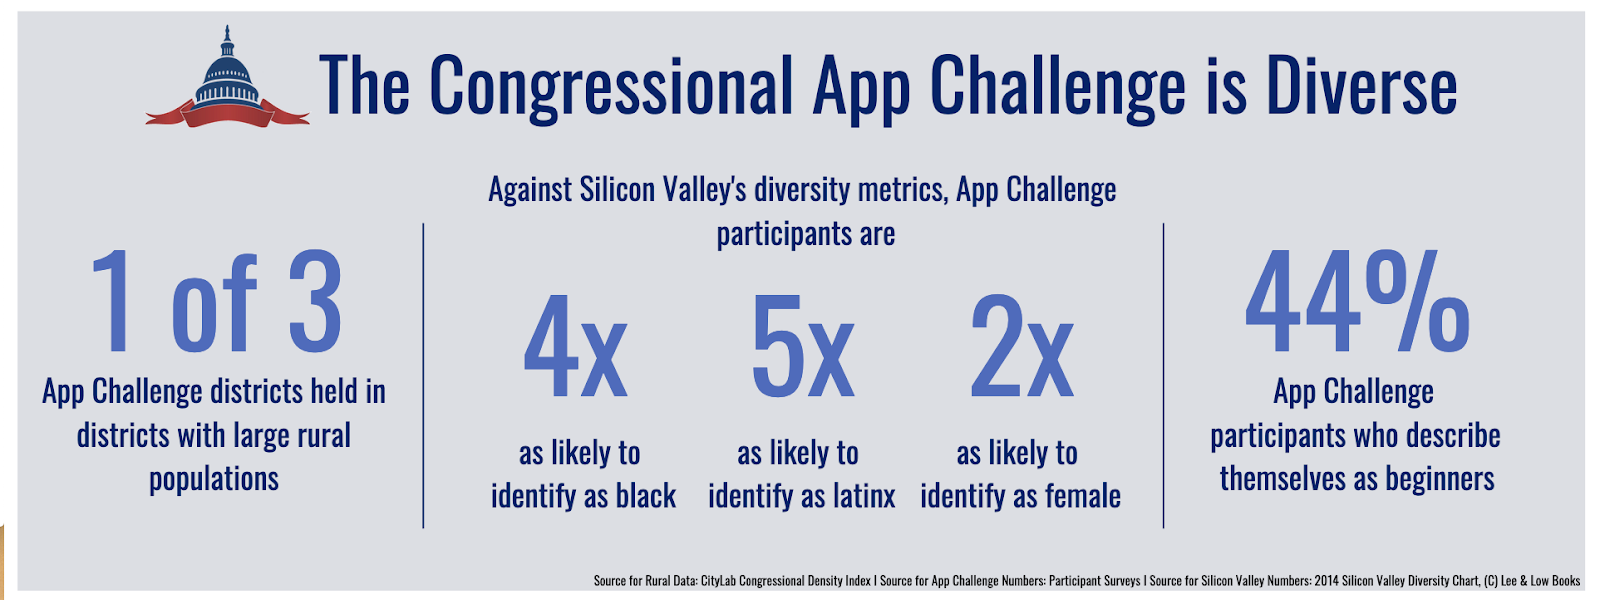 The Congressional App Challenge is Diverse
1 of 3
App Challenge districts held in
districts with large rural
populations
Against Silicon Valley's diversity metrics, App Challenge
participants are
4x
as likely to
identify as black
5x
as likely to
identify as latinx
2x
as likely to
identify as female
44%
App Challenge
participants who describe
themselves as beginners
Source for Rural Data: CityLab Congressional Density Index I Source for App Challenge Numbers: Participant Surveys I Source for Silicon Valley Numbers: 2014 Silicon Valley Diversity Chart, (C) Lee & Low Books